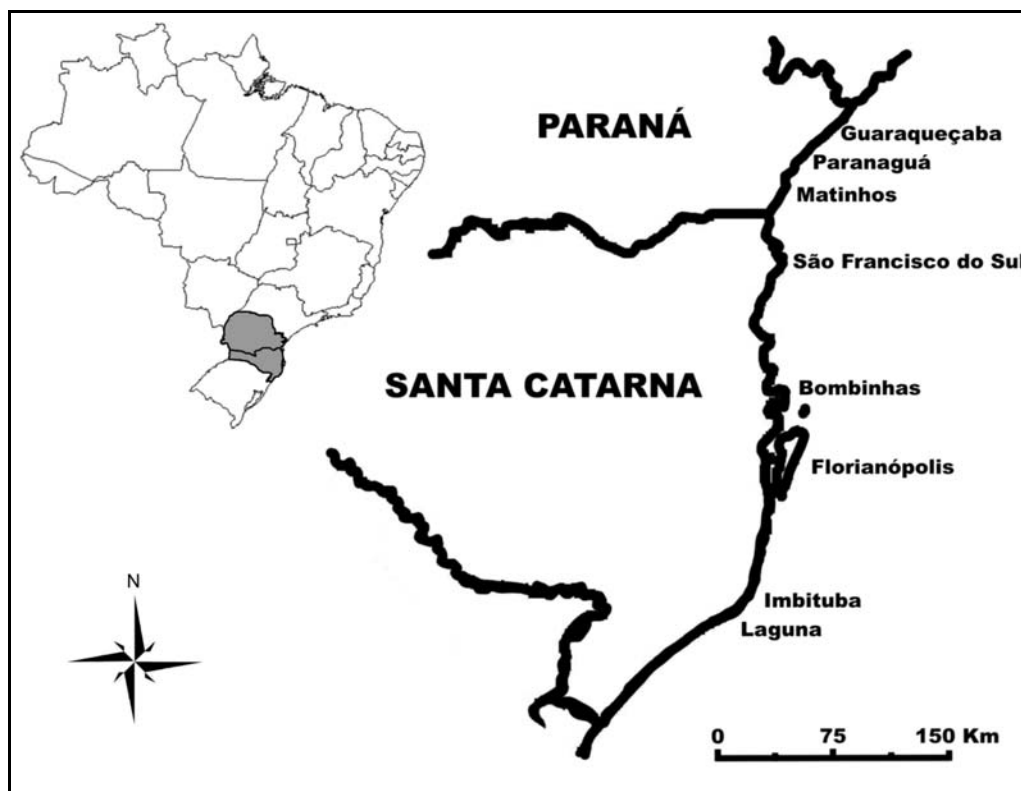 PARANÁ
Guaraqueçaba
Paranaguá
Matinhos
São Francisco do Sul
SANTA CATARNA
Bombinhas
Florianópolis
Imbituba
Laguna
N
0 75 150 Km